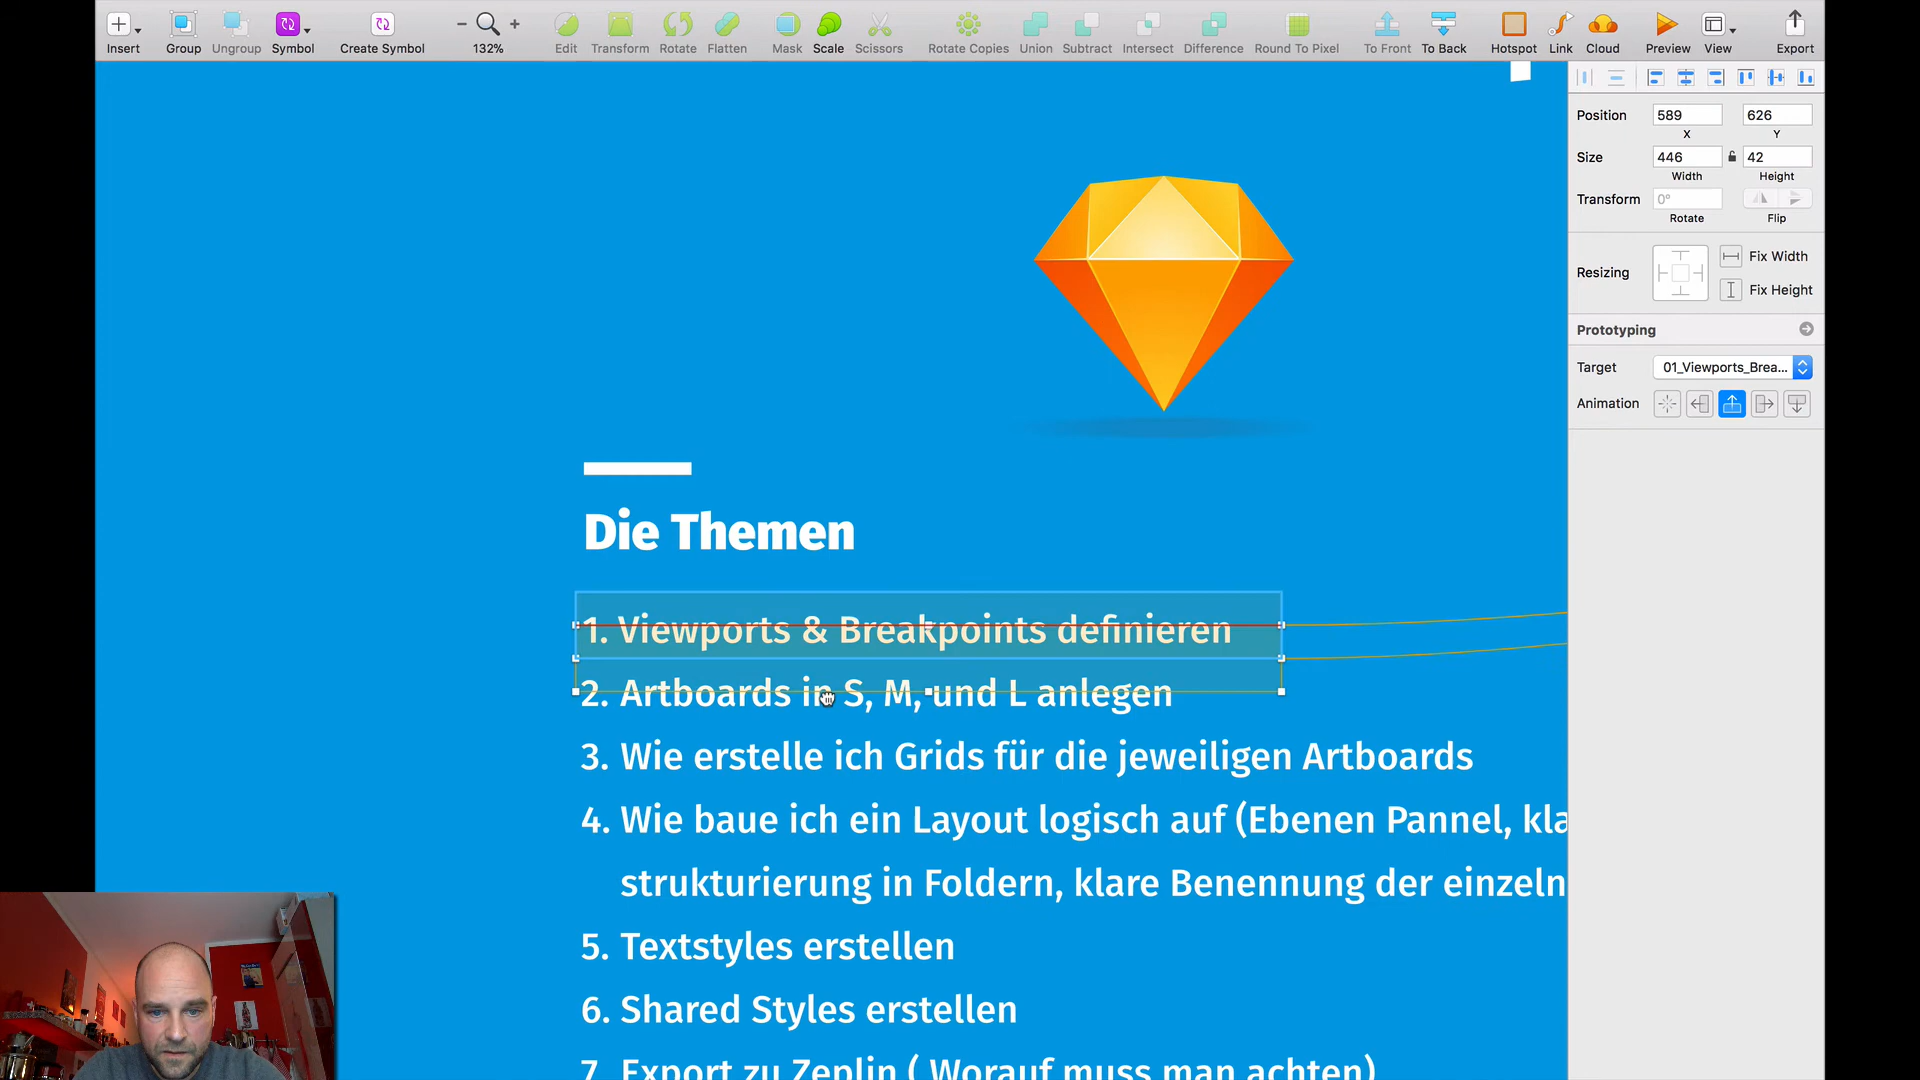 Insert
Group
Ungroup
Symbol
Create Symbol
132%
Edit
Transform
Rotate
Flatten
Mask
Scale
Scissors
Rotate Copies
Union
Subtract
Intersect
Difference
Round To Pixel
To Front
To Back
Hotspot
Link
Cloud
Preview
View
Export
Position 589 626
X Y
Size 446 42
Width Height
Transform 0°
Rotate Flip
Resizing
Fix Width
Fix Height
Prototyping
Target 01_Viewports_Brea...
Animation
Die Themen
1. Viewports & Breakpoints definieren
2. Artboards in S, M, und L anlegen
3. Wie erstelle ich Grids für die jeweiligen Artboards
4. Wie baue ich ein Layout logisch auf (Ebenen Pannel, kla
strukturierung in Foldern, klare Benennung der einzeln
5. Textstyles erstellen
6. Shared Styles erstellen
7. Export zu Zeplin ( Worauf muss man achten)